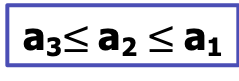 a₃≤ a₂ ≤ a₁